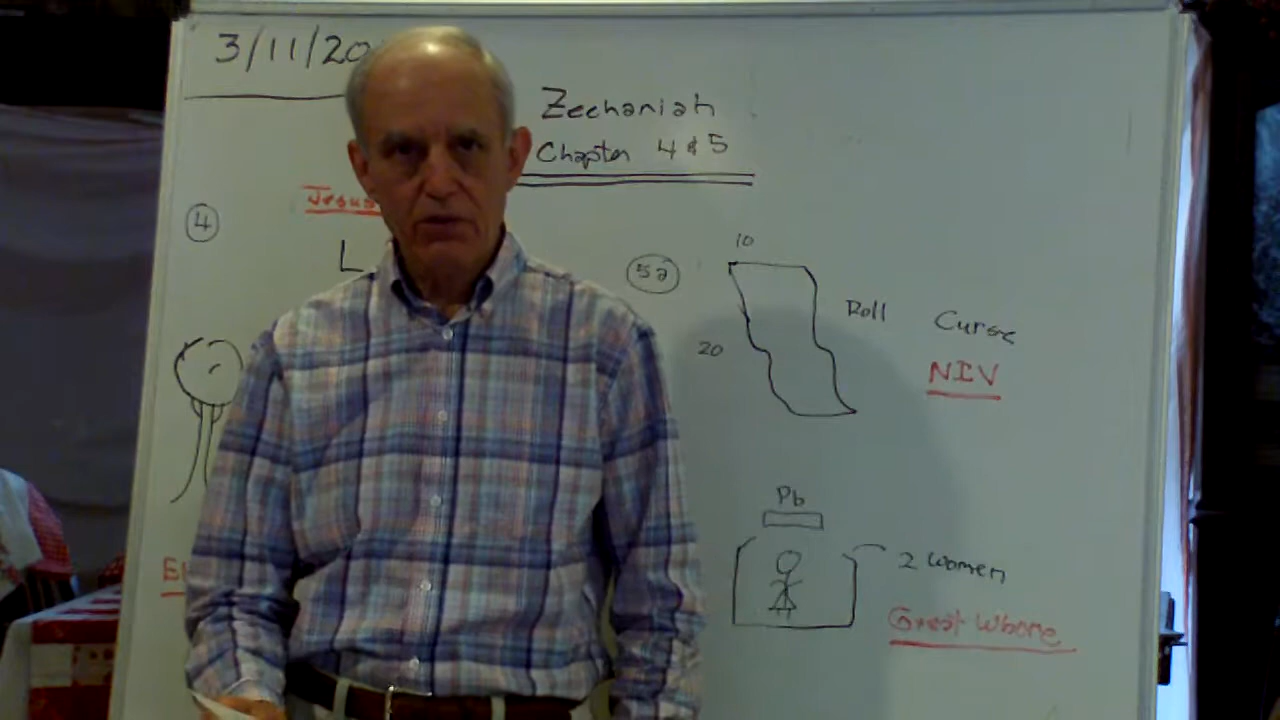 3/11/20
Zechariah
Chapter 4 & 5
Jesus
4
L
10
5a
Roll
Curse
20
NIV
Pb
2 women
Great Whore